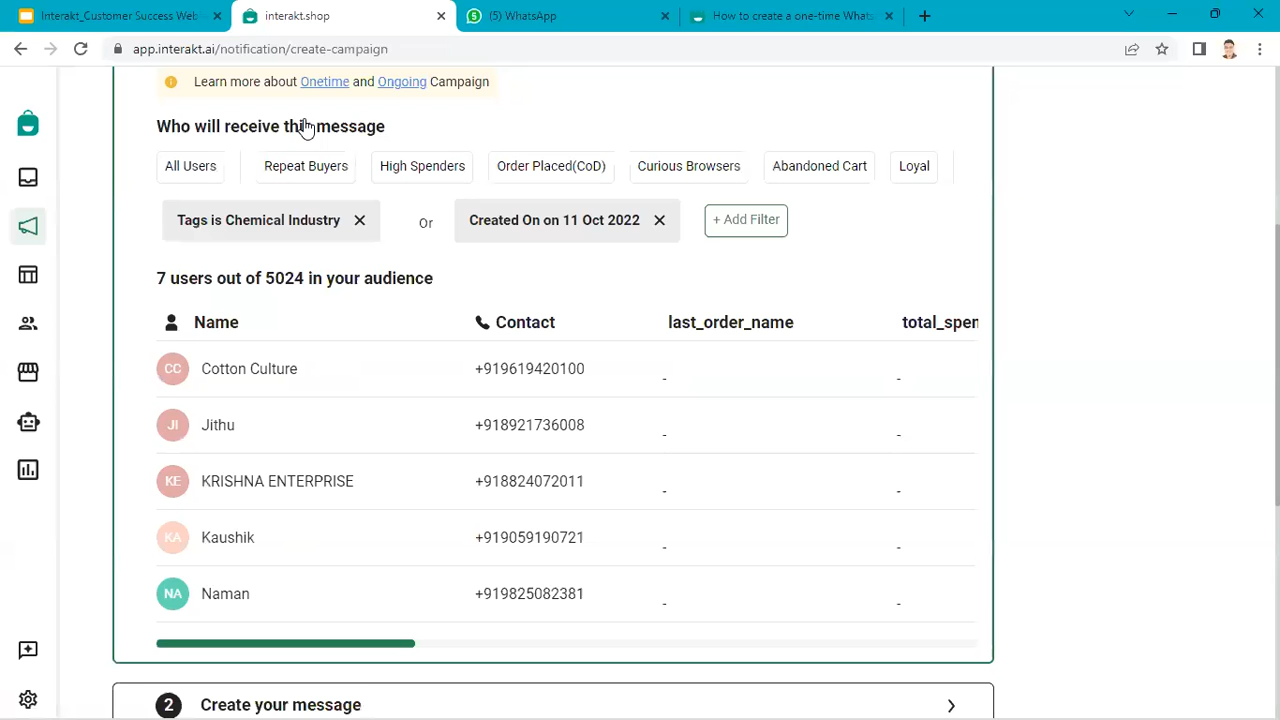 Interakt_Customer Success Web
interakt.shop
(5) WhatsApp
How to create a one-time Whats
app.interakt.ai/notification/create-campaign
Learn more about Onetime and Ongoing Campaign
Who will receive this message
All Users
Repeat Buyers
High Spenders
Order Placed(CoD)
Curious Browsers
Abandoned Cart
Loyal
Tags is Chemical Industry
Or
Created On on 11 Oct 2022
+ Add Filter
7 users out of 5024 in your audience
Name Contact last_order_name total_spen
CC Cotton Culture +919619420100 - -
JI Jithu +918921736008 - -
KE KRISHNA ENTERPRISE +918824072011 - -
KA Kaushik +919059190721 - -
NA Naman +919825082381 - -
2 Create your message